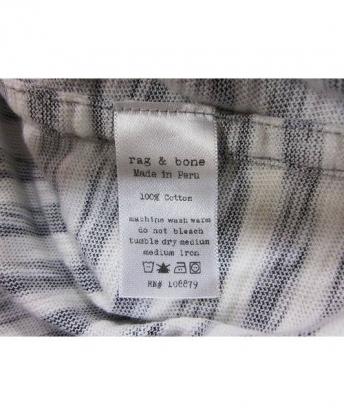 rag & bone
Made in Peru
100% Cotton
machine wash warm
do not bleach
tumble dry medium
medium iron
RN# 108879